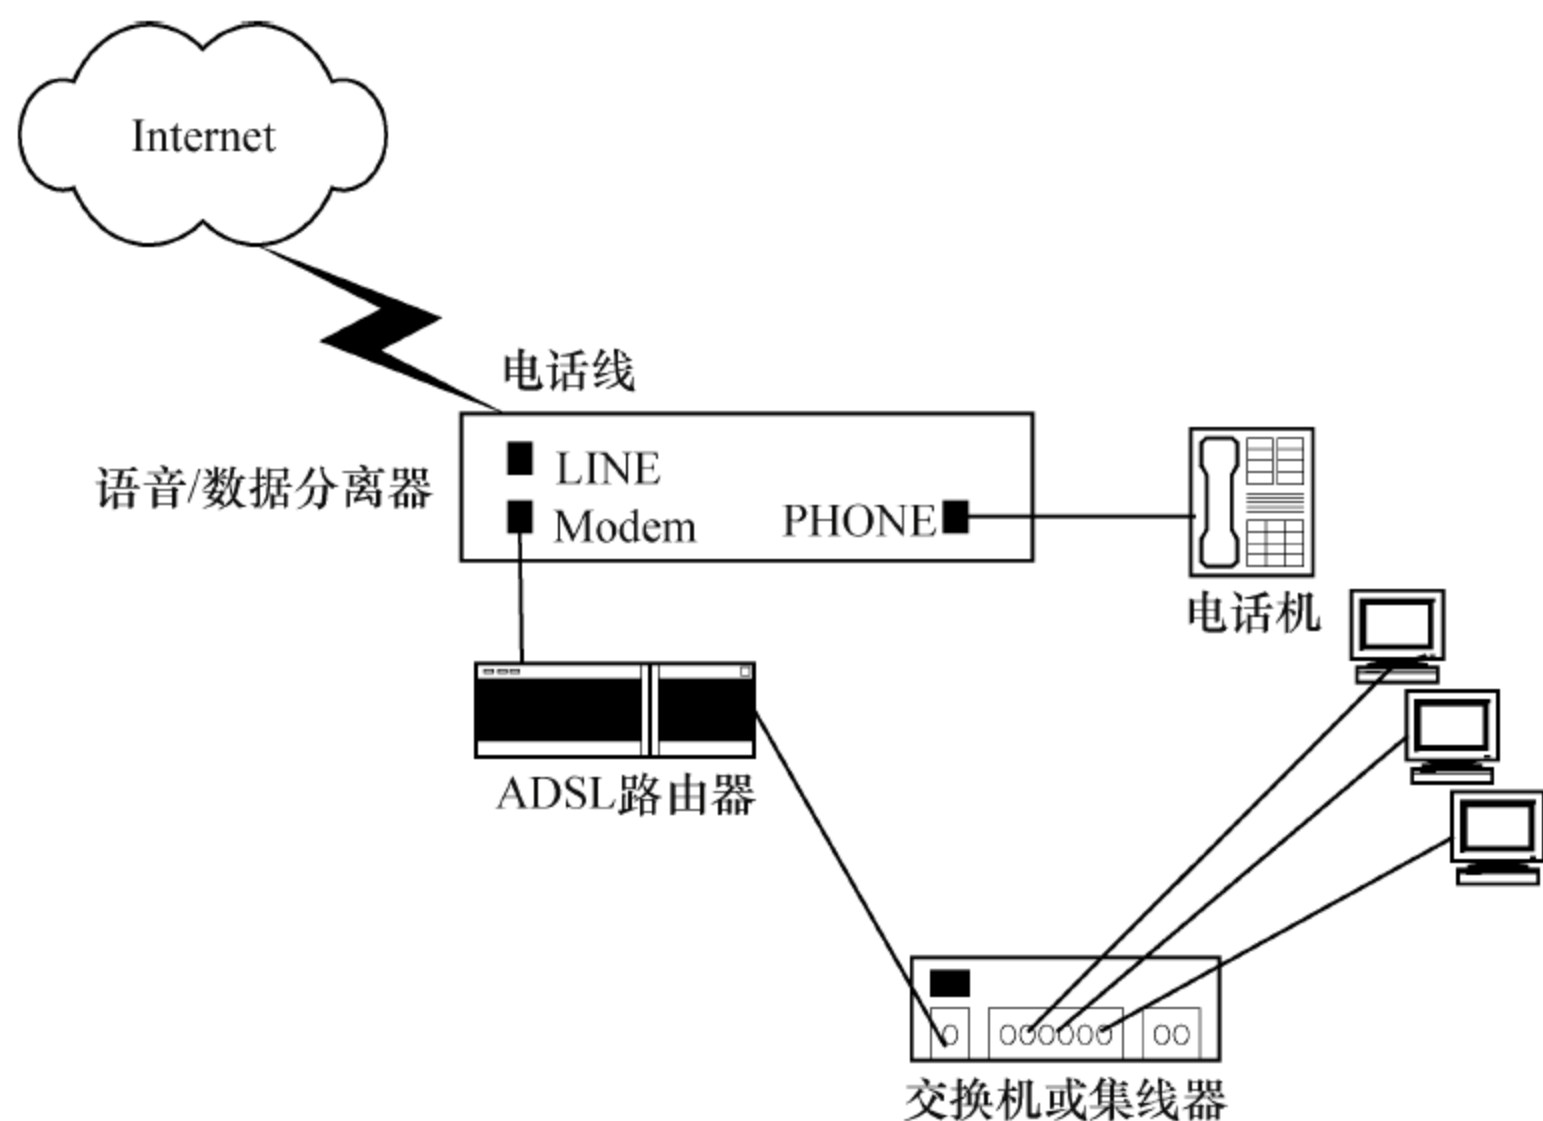 Internet
电话线
语音/数据分离器
LINE
Modem
PHONE
电话机
ADSL路由器
交换机或集线器